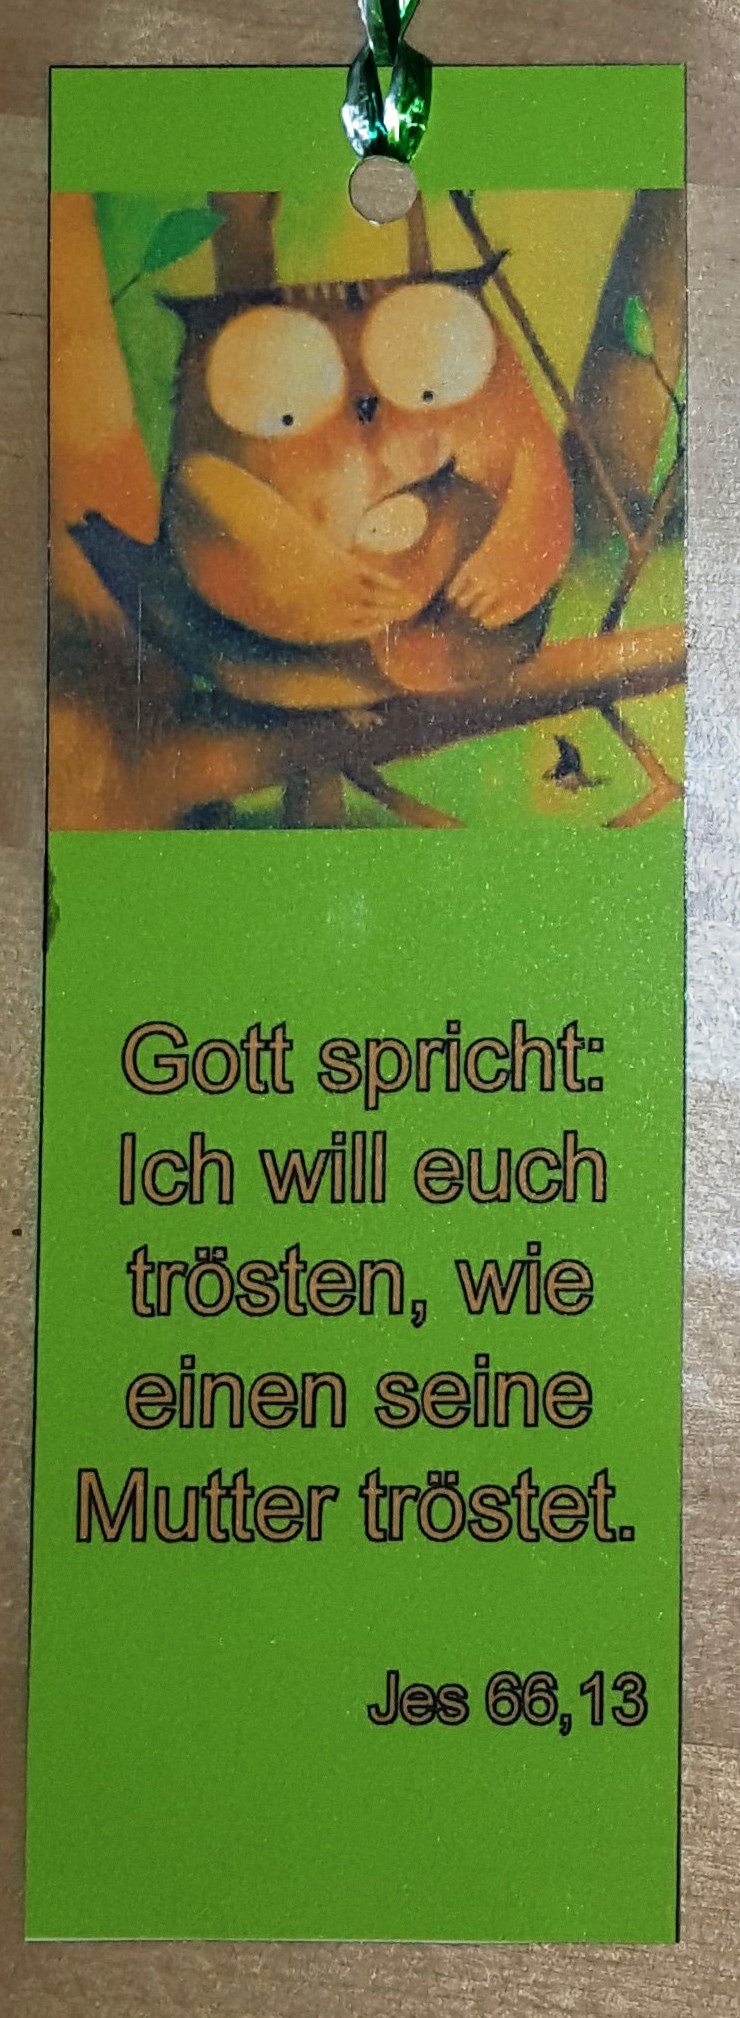 Gott spricht:
Ich will euch
trösten, wie
einen seine
Mutter tröstet.
Jes 66,13